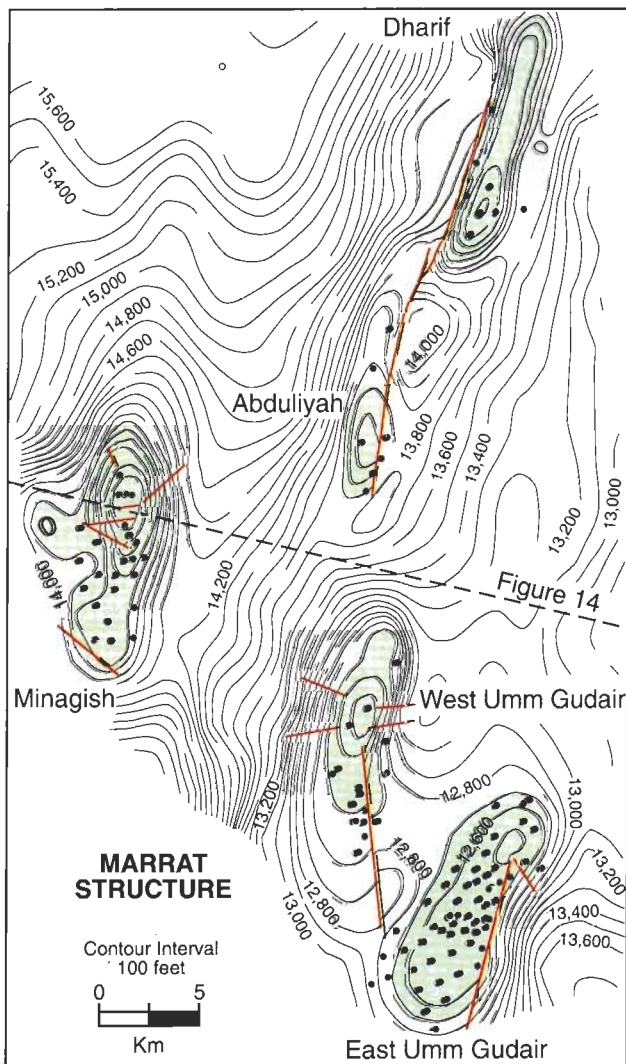 Dharif
15,600
15,400
15,200
15,000
14,800
14,600
14,000
Abduliyah
13,800
13,600
13,400
13,000
13,200
14,200
14,000
Figure 14
Minagish
West Umm Gudair
13,200
12,800
13,000
12,600
13,200
MARRAT
STRUCTURE
12,800
12,800
13,000
13,400
13,600
Contour Interval
100 feet
0 5
Km
East Umm Gudair